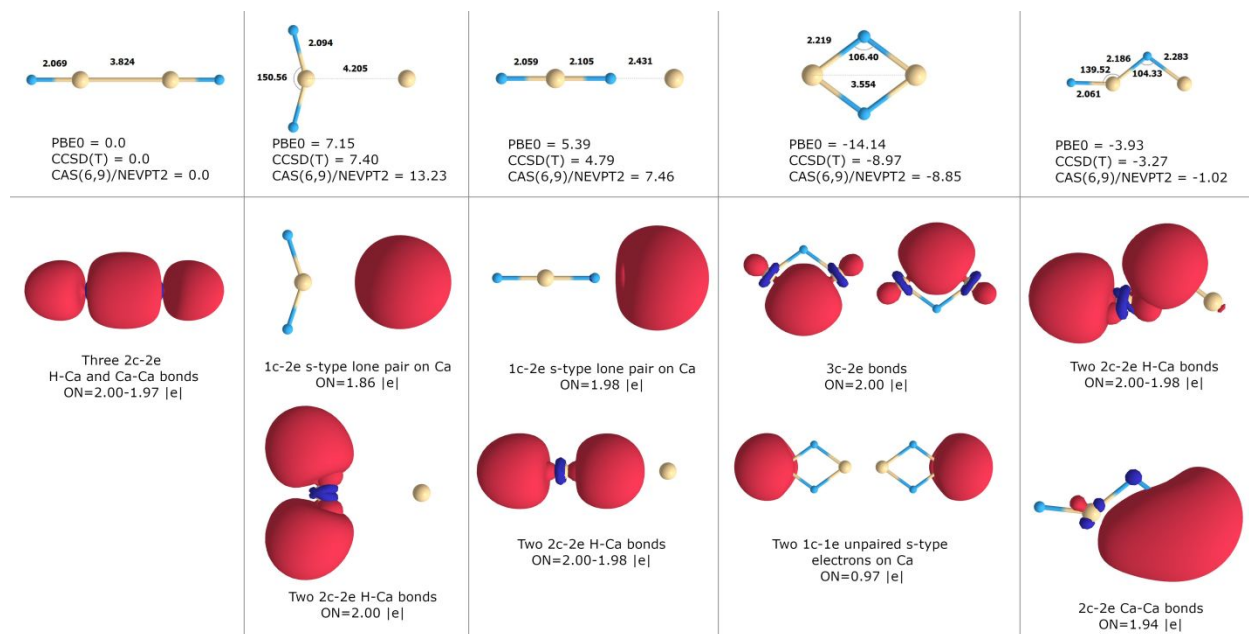 2.069
3.824
PBE0 = 0.0
CCSD(T) = 0.0
CAS(6,9)/NEVPT2 = 0.0
2.094
150.56
4.205
PBE0 = 7.15
CCSD(T) = 7.40
CAS(6,9)/NEVPT2 = 13.23
2.059
2.105
2.431
PBE0 = 5.39
CCSD(T) = 4.79
CAS(6,9)/NEVPT2 = 7.46
2.219
106.40
3.554
PBE0 = -14.14
CCSD(T) = -8.97
CAS(6,9)/NEVPT2 = -8.85
2.186
2.283
139.52
104.33
2.061
PBE0 = -3.93
CCSD(T) = -3.27
CAS(6,9)/NEVPT2 = -1.02
Three 2c-2e
H-Ca and Ca-Ca bonds
ON=2.00-1.97 |e|
1c-2e s-type lone pair on Ca
ON=1.86 |e|
1c-2e s-type lone pair on Ca
ON=1.98 |e|
3c-2e bonds
ON=2.00 |e|
Two 2c-2e H-Ca bonds
ON=2.00-1.98 |e|
Two 2c-2e H-Ca bonds
ON=2.00 |e|
Two 2c-2e H-Ca bonds
ON=2.00-1.98 |e|
Two 1c-1e unpaired s-type
electrons on Ca
ON=0.97 |e|
2c-2e Ca-Ca bonds
ON=1.94 |e|